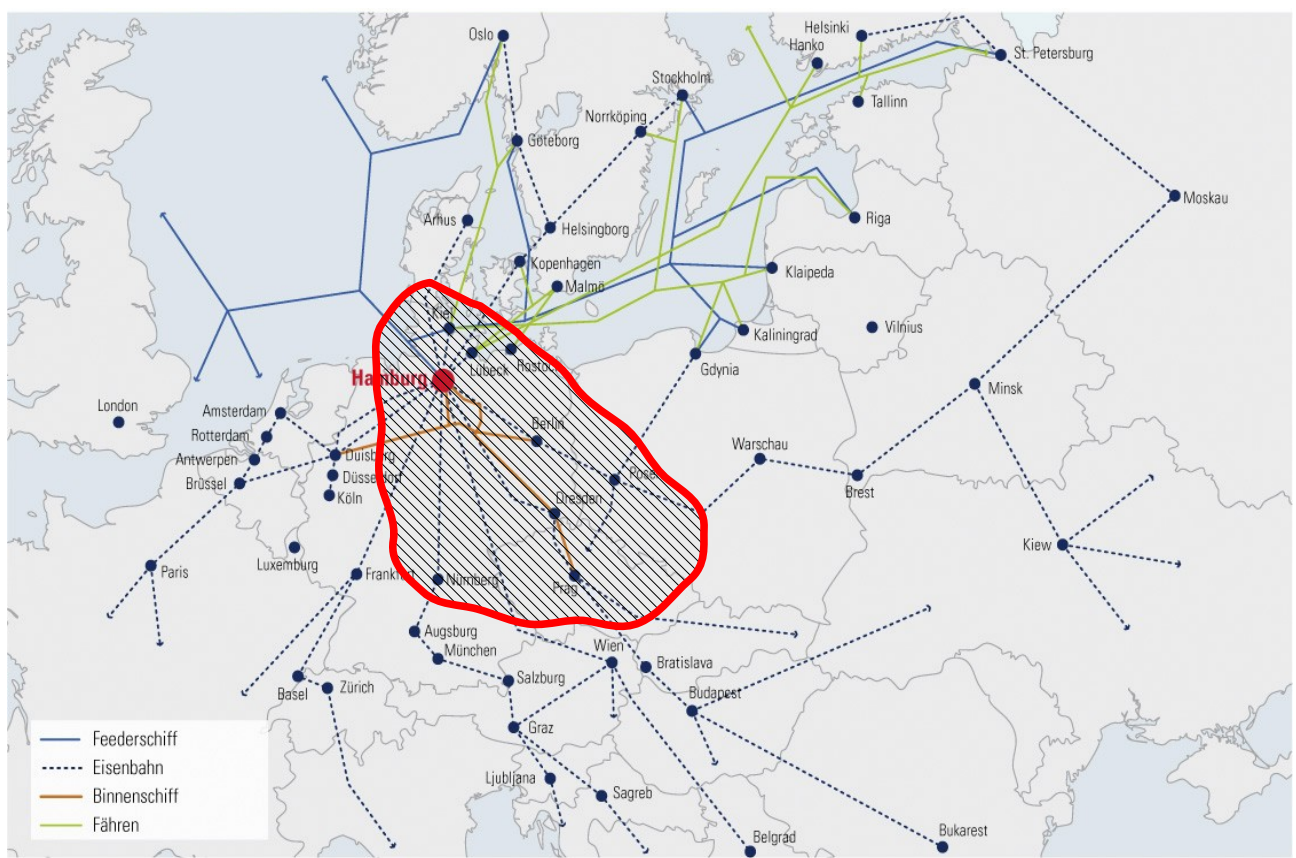 Oslo
Helsinki
Hanko
St. Petersburg
Stockholm
Tallinn
Norrköping
Göteborg
Moskau
Arhus
Helsingborg
Riga
Kopenhagen
Klaipeda
Malmö
Kiel
Kaliningrad
Vilnius
Lübeck
Rostock
Gdynia
Hamburg
Minsk
London
Amsterdam
Rotterdam
Berlin
Warschau
Antwerpen
Duisburg
Brüssel
Düsseldorf
Posen
Brest
Köln
Dresden
Kiew
Luxemburg
Paris
Frankfurt
Nürnberg
Prag
Augsburg
München
Wien
Bratislava
Basel
Zürich
Salzburg
Budapest
Graz
Ljubljana
Sagreb
Belgrad
Bukarest
Feederschiff
Eisenbahn
Binnenschiff
Fähren